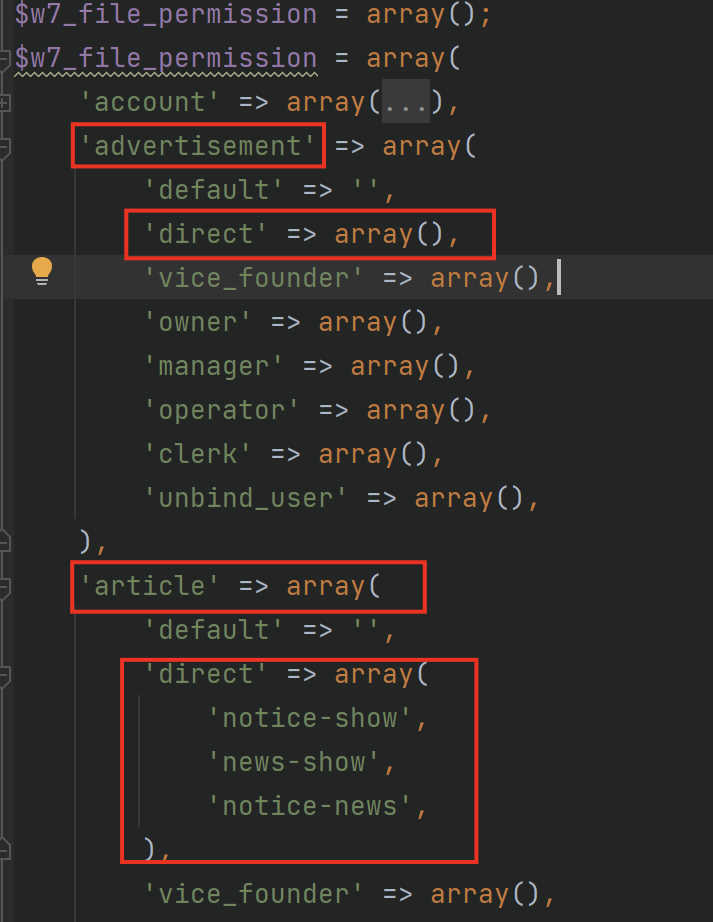 $w7_file_permission = array();
$w7_file_permission = array(
'account' => array(...),
'advertisement' => array(
'default' => '',
'direct' => array(),
'vice_founder' => array(),
'owner' => array(),
'manager' => array(),
'operator' => array(),
'clerk' => array(),
'unbind_user' => array(),
),
'article' => array(
'default' => '',
'direct' => array(
'notice-show',
'news-show',
'notice-news',
),
'vice_founder' => array(),